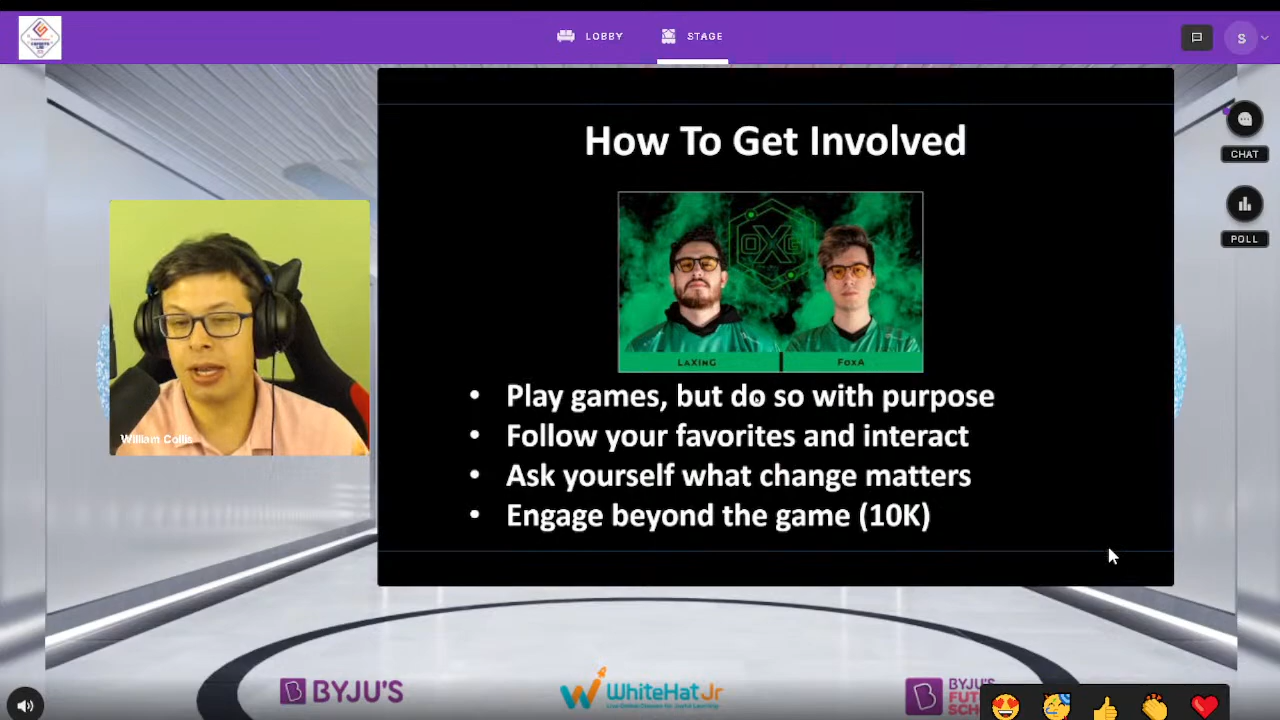 LOBBY
STAGE
S
CHAT
POLL
How To Get Involved
OXG
LAXING
FOXA
William Collis
• Play games, but do so with purpose
• Follow your favorites and interact
• Ask yourself what change matters
• Engage beyond the game (10K)
BYJU'S
WhiteHat Jr
BYJU'S